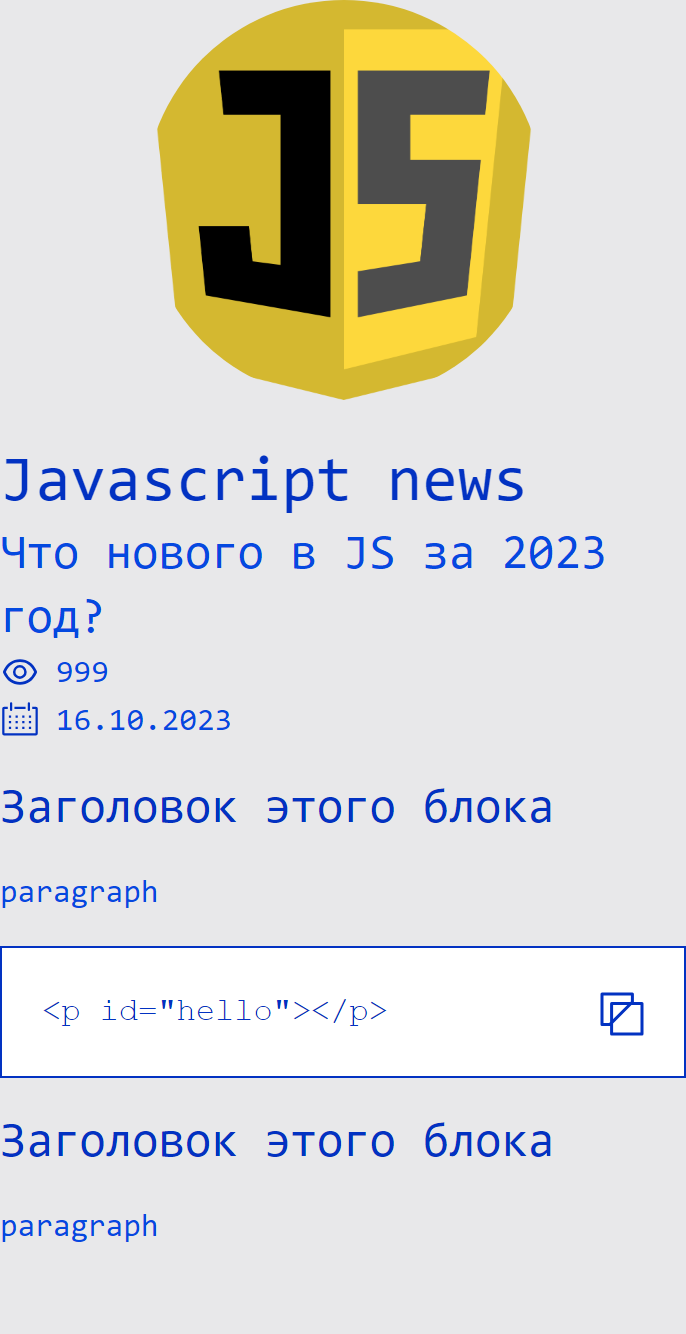 JS
Javascript news
Что нового в JS за 2023
год?
999
16.10.2023
Заголовок этого блока
paragraph
<p id="hello"></p>
Заголовок этого блока
paragraph